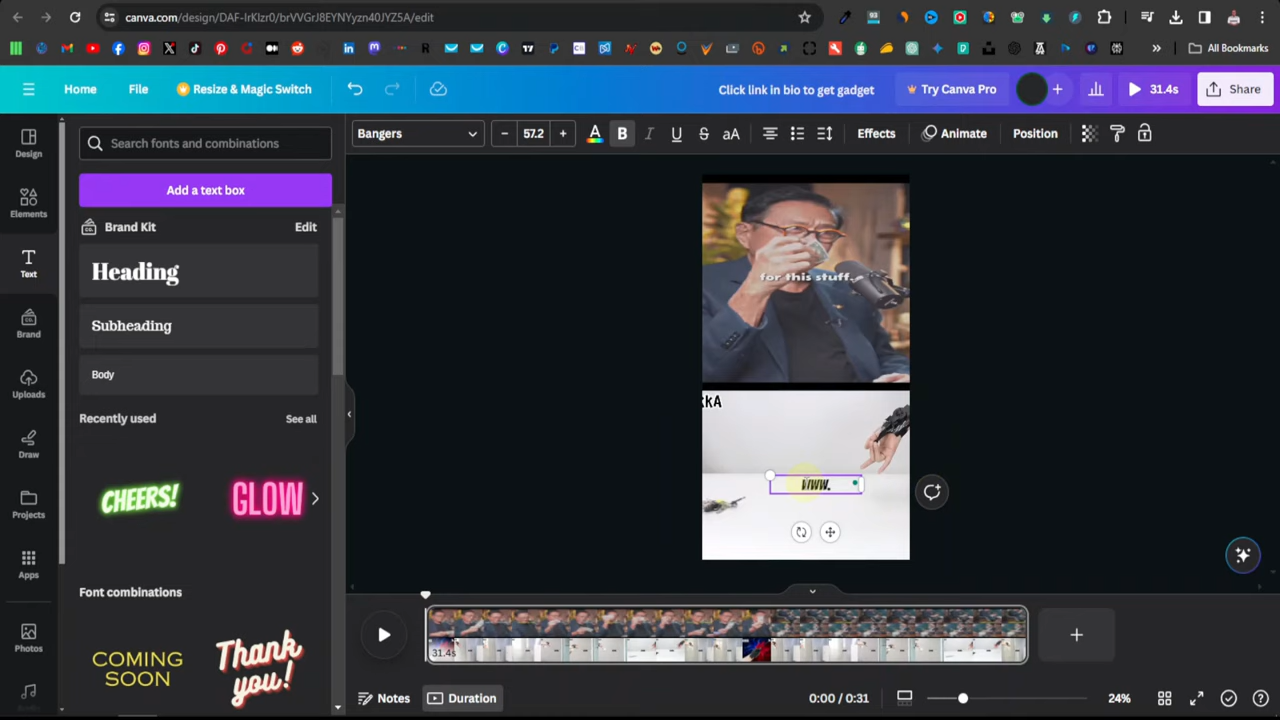 canva.com/design/DAF-IrKlzr0/brVVGrJ8EYNYyzn40JYZ5A/edit
All Bookmarks
Home
File
Resize & Magic Switch
Click link in bio to get gadget
Try Canva Pro
31.4s
Share
Design
Elements
Text
Brand
Uploads
Draw
Projects
Apps
Photos
Search fonts and combinations
Add a text box
Brand Kit
Edit
Heading
Subheading
Body
Recently used
See all
CHEERS!
GLOW
Font combinations
COMING
SOON
Thank
you!
Bangers
57.2
A
B
I
U
S
aA
Effects
Animate
Position
for this stuff.
kkA
WWW.
31.4s
Notes
Duration
0:00 / 0:31
24%